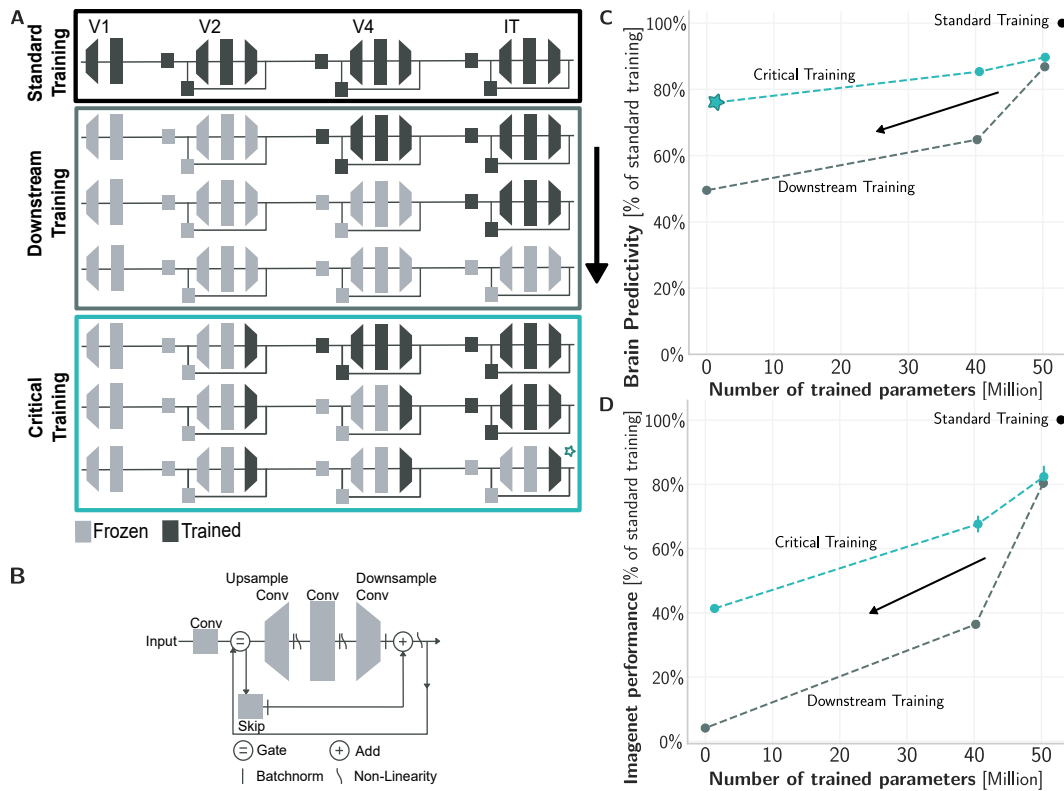 A
V1
V2
V4
IT
Standard
Training
Downstream
Training
Critical
Training
Frozen
Trained
B
Upsample
Conv
Conv
Downsample
Conv
Input
Conv
=
+
Skip
= Gate
+ Add
Batchnorm
Non-Linearity
C
Brain Predictivity [% of standard training]
100%
80%
60%
40%
20%
0%
Standard Training
Critical Training
Downstream Training
0
10
20
30
40
50
Number of trained parameters [Million]
D
Imagenet performance [% of standard training]
100%
80%
60%
40%
20%
0%
Standard Training
Critical Training
Downstream Training
0
10
20
30
40
50
Number of trained parameters [Million]